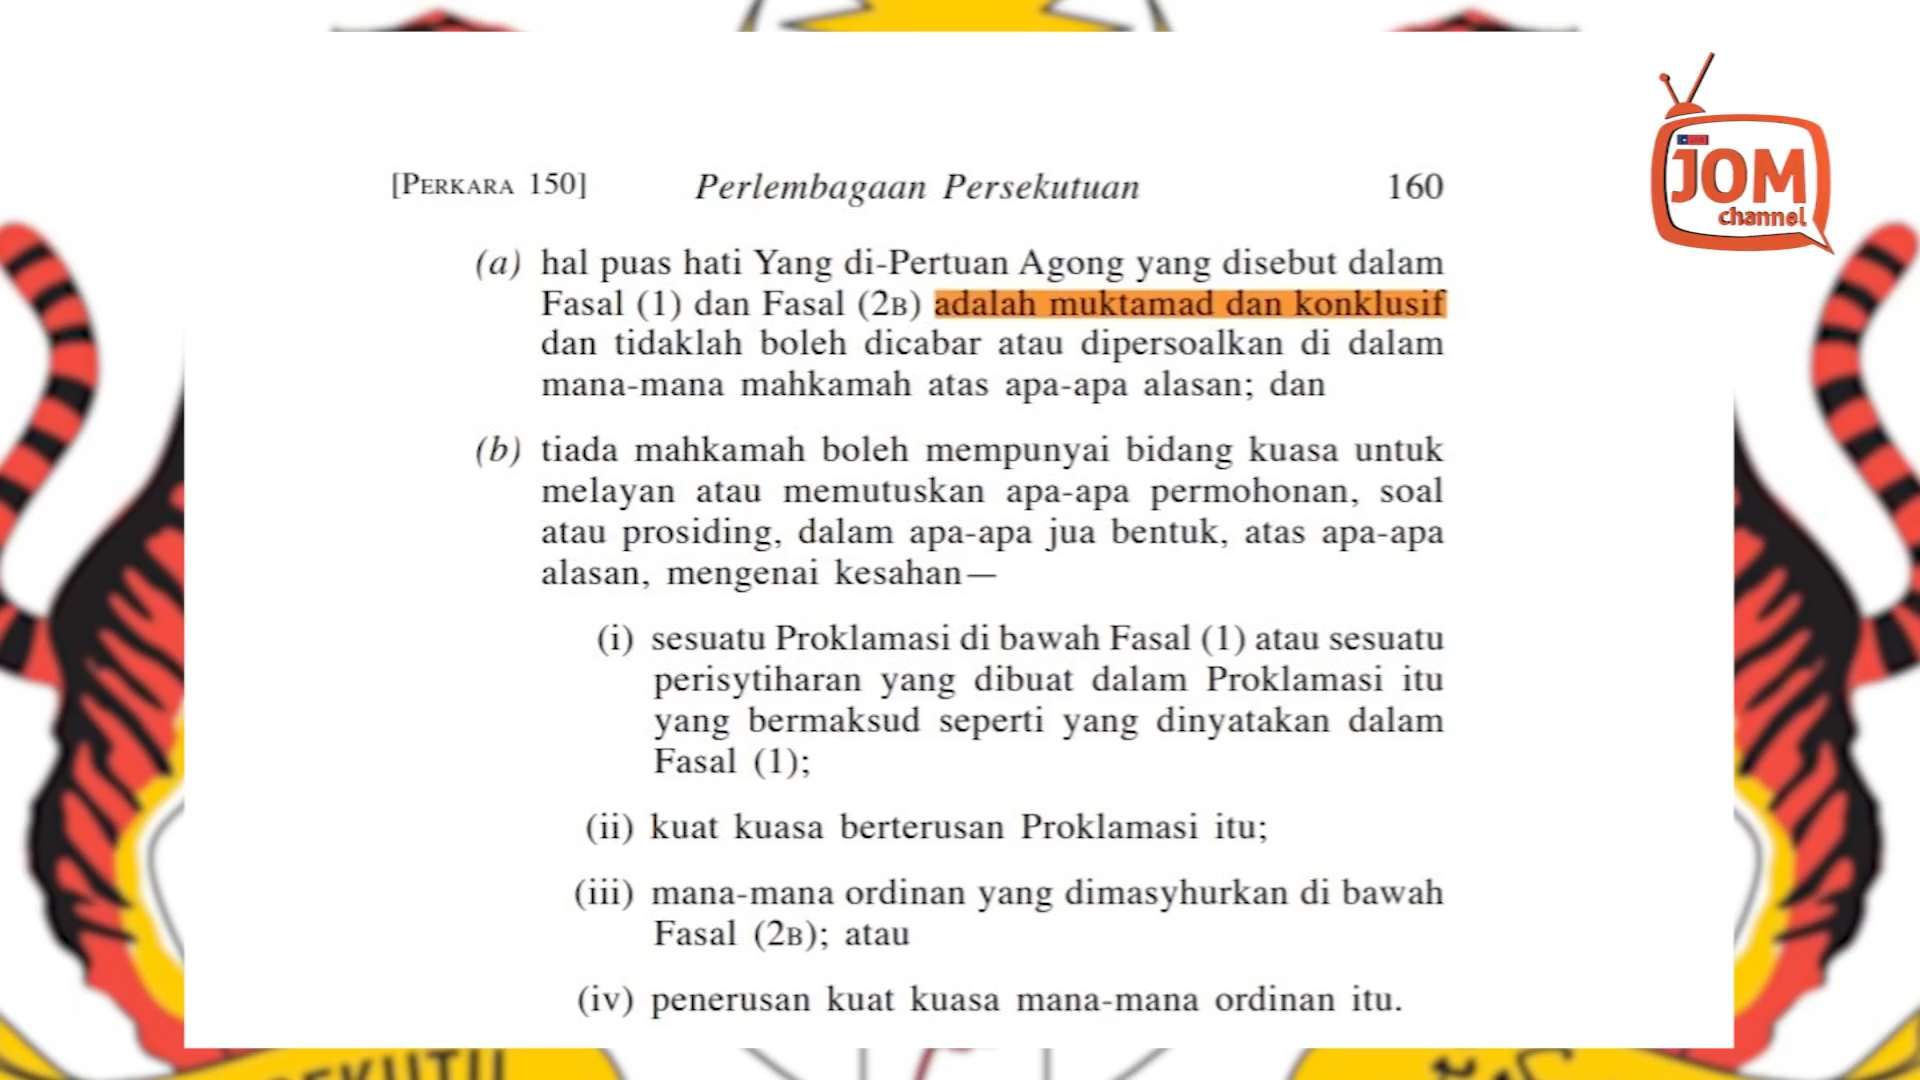 JOM
channel
[PERKARA 150] Perlembagaan Persekutuan 160
(a) hal puas hati Yang di-Pertuan Agong yang disebut dalam
Fasal (1) dan Fasal (2B) adalah muktamad dan konklusif
dan tidaklah boleh dicabar atau dipersoalkan di dalam
mana-mana mahkamah atas apa-apa alasan; dan
(b) tiada mahkamah boleh mempunyai bidang kuasa untuk
melayan atau memutuskan apa-apa permohonan, soal
atau prosiding, dalam apa-apa jua bentuk, atas apa-apa
alasan, mengenai kesahan—
(i) sesuatu Proklamasi di bawah Fasal (1) atau sesuatu
perisytiharan yang dibuat dalam Proklamasi itu
yang bermaksud seperti yang dinyatakan dalam
Fasal (1);
(ii) kuat kuasa berterusan Proklamasi itu;
(iii) mana-mana ordinan yang dimasyhurkan di bawah
Fasal (2B); atau
(iv) penerusan kuat kuasa mana-mana ordinan itu.